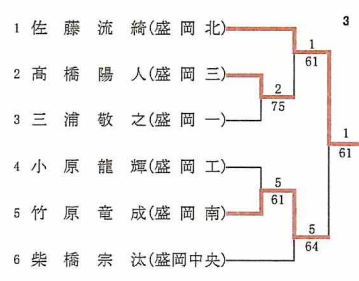 3
1 佐藤流綺(盛岡北)
1
61
2 髙橋陽人(盛岡三)
2
75
3 三浦敬之(盛岡一)
1
61
4 小原龍輝(盛岡工)
5
61
5 竹原竜成(盛岡南)
5
64
6 柴橋宗汰(盛岡中央)